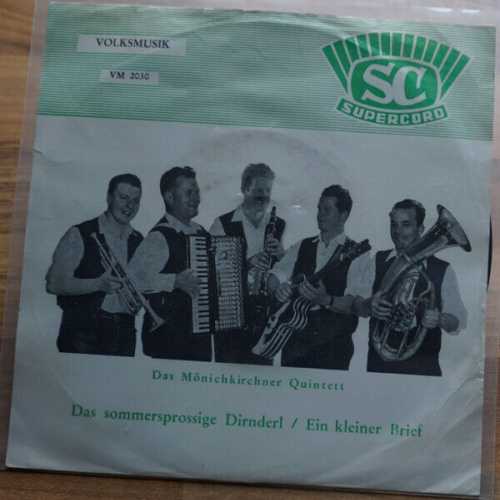 VOLKSMUSIK
VM 2030
SC
SUPERCORD
Das Mönichkirchner Quintett
Das sommersprossige Dirnderl / Ein kleiner Brief